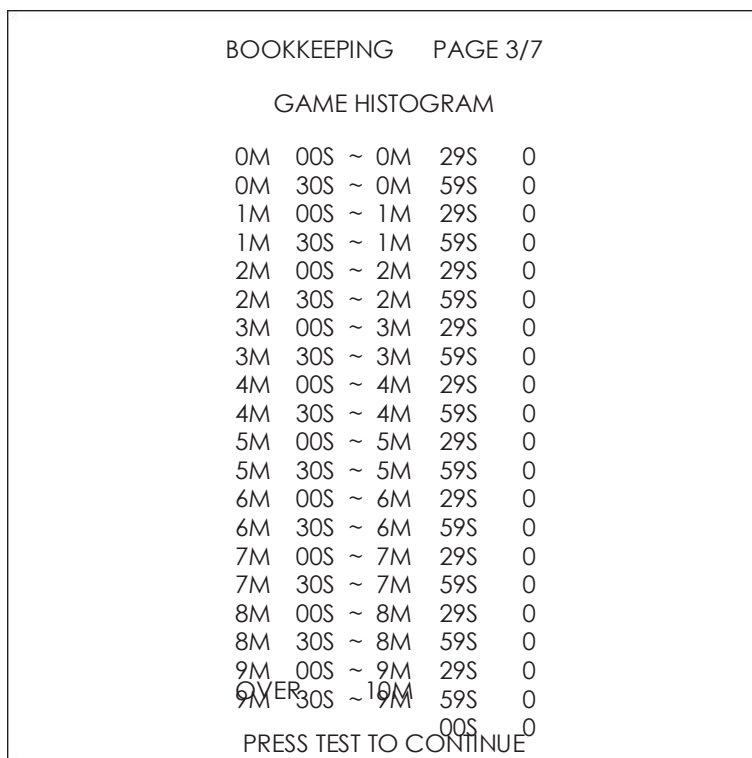 BOOKKEEPING PAGE 3/7
GAME HISTOGRAM
0M 00S ~ 0M 29S 0
0M 30S ~ 0M 59S 0
1M 00S ~ 1M 29S 0
1M 30S ~ 1M 59S 0
2M 00S ~ 2M 29S 0
2M 30S ~ 2M 59S 0
3M 00S ~ 3M 29S 0
3M 30S ~ 3M 59S 0
4M 00S ~ 4M 29S 0
4M 30S ~ 4M 59S 0
5M 00S ~ 5M 29S 0
5M 30S ~ 5M 59S 0
6M 00S ~ 6M 29S 0
6M 30S ~ 6M 59S 0
7M 00S ~ 7M 29S 0
7M 30S ~ 7M 59S 0
8M 00S ~ 8M 29S 0
8M 30S ~ 8M 59S 0
9M 00S ~ 9M 29S 0
OVER 10M
9M 30S ~ 9M 59S 0
00S 0
PRESS TEST TO CONTINUE